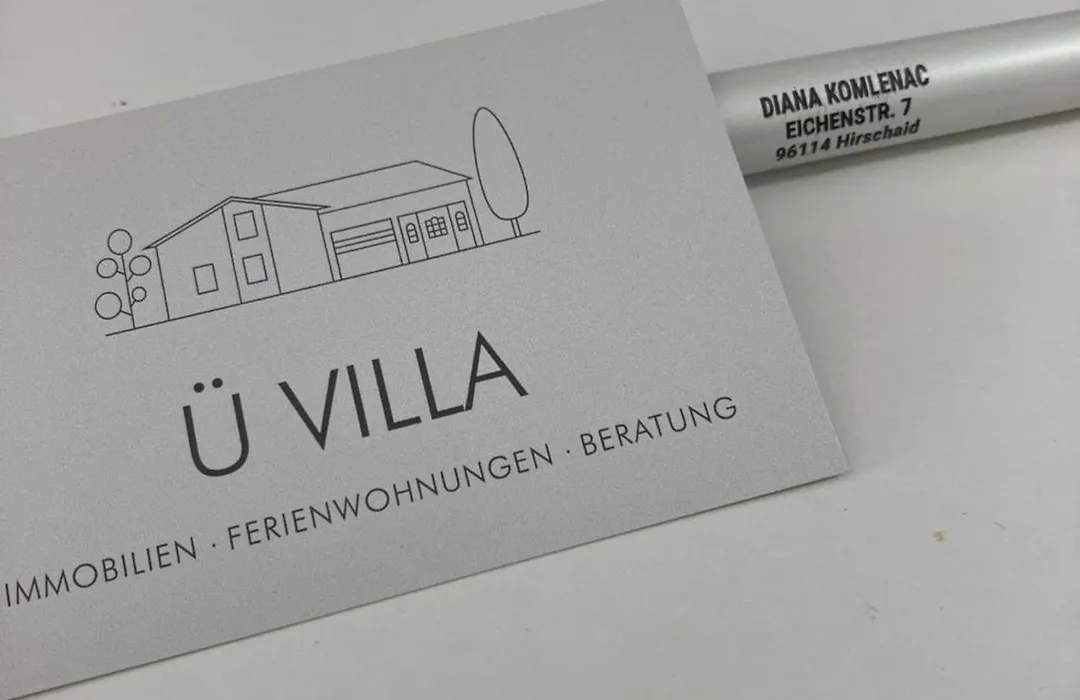 Ü VILLA
IMMOBILIEN · FERIENWOHNUNGEN · BERATUNG
DIANA KOMLENAC
EICHENSTR. 7
96114 Hirschaid